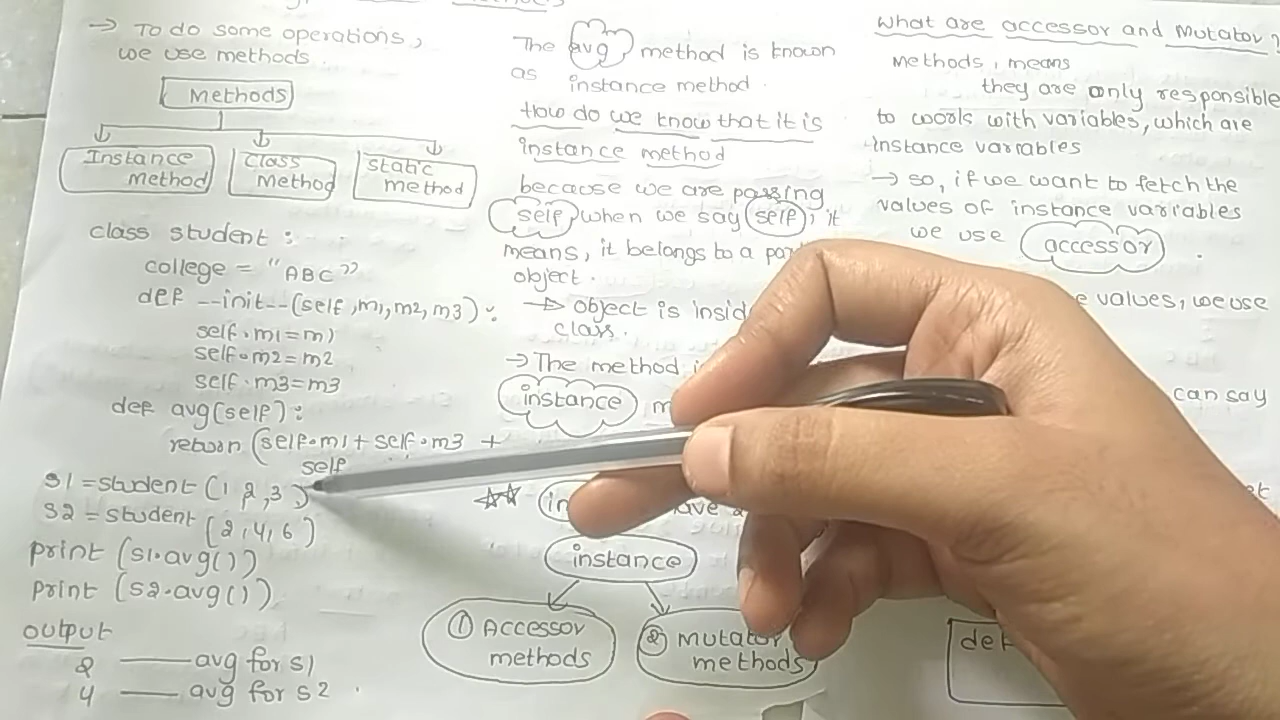 → To do some operations,
we use methods
Methods
Instance method
class method
static method
class student :
college = "ABC"
def __init__(self, m1, m2, m3) :
self.m1 = m1
self.m2 = m2
self.m3 = m3
def avg(self) :
return (self.m1 + self.m3 +
self
S1 = student (1 2, 3 )
S2 = student (2, 4, 6)
print (S1.avg())
print (S2.avg())
output
2 — avg for S1
4 — avg for S2 .
The avg method is known
as instance method .
How do we know that it is
instance method
because we are passing
self, when we say self, it
means, it belongs to a
object .
→ object is
class.
→ The method
instance
instance
① Accessor
methods
② Mutator
methods
What are accessor and Mutator ?
Methods, means
they are only responsible
to work with variables, which are
instance variables
→ so, if we want to fetch the
values of instance variables
we use accessor .
values, we use
can say
def